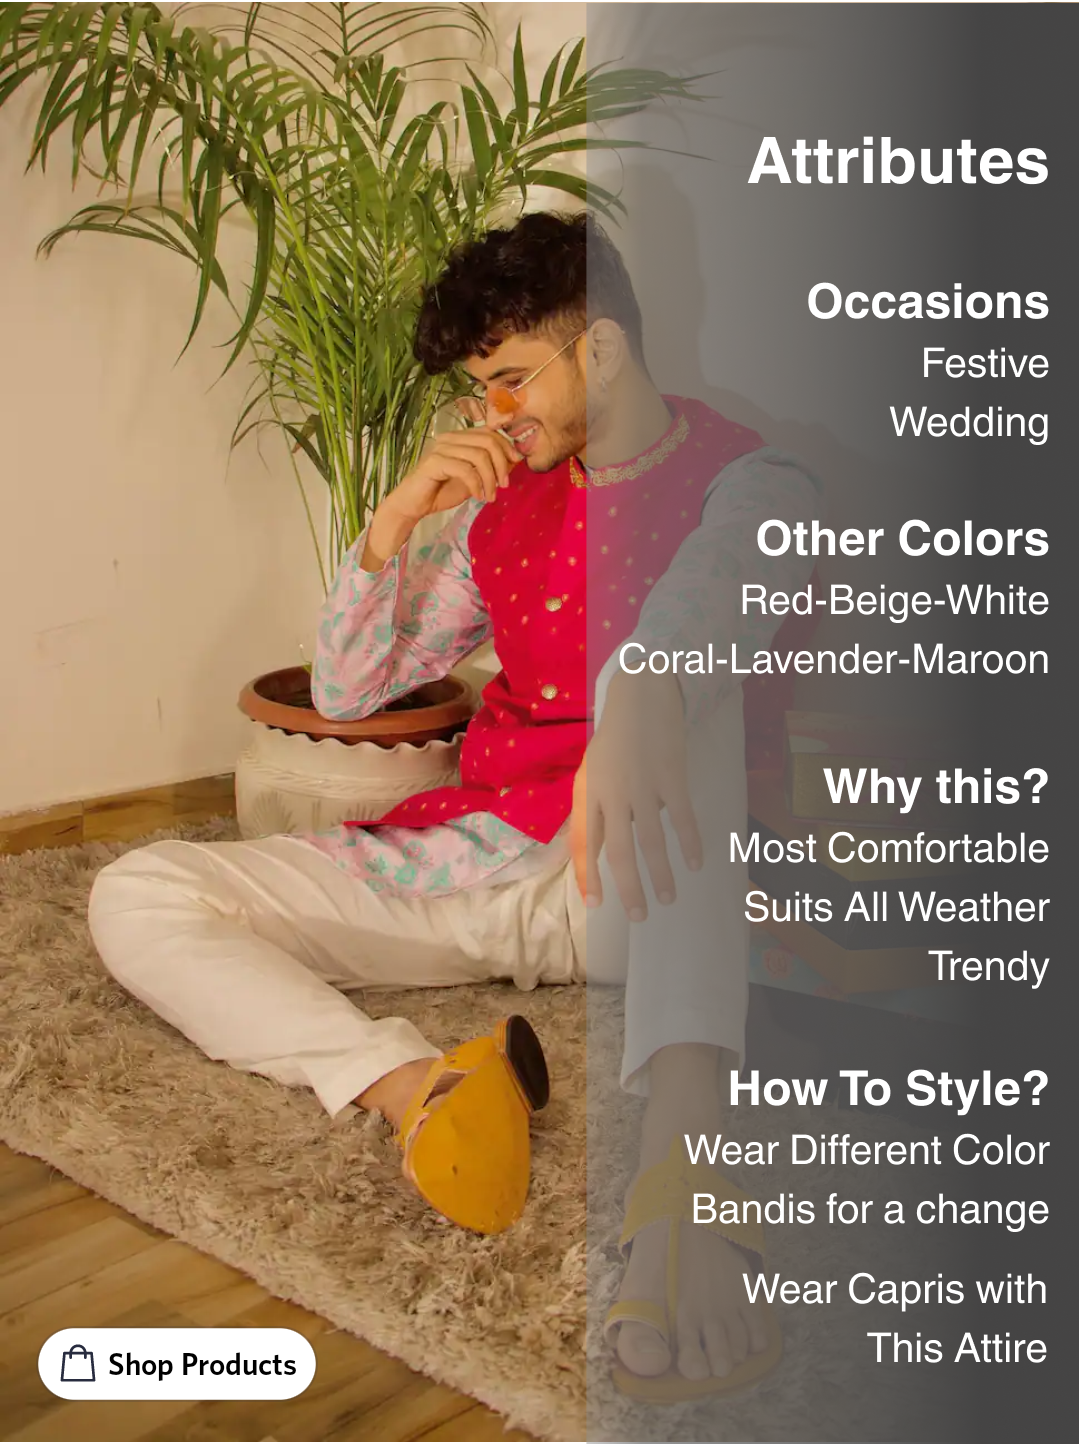 Attributes
Occasions
Festive
Wedding
Other Colors
Red-Beige-White
Coral-Lavender-Maroon
Why this?
Most Comfortable
Suits All Weather
Trendy
How To Style?
Wear Different Color
Bandis for a change
Wear Capris with
This Attire
Shop Products